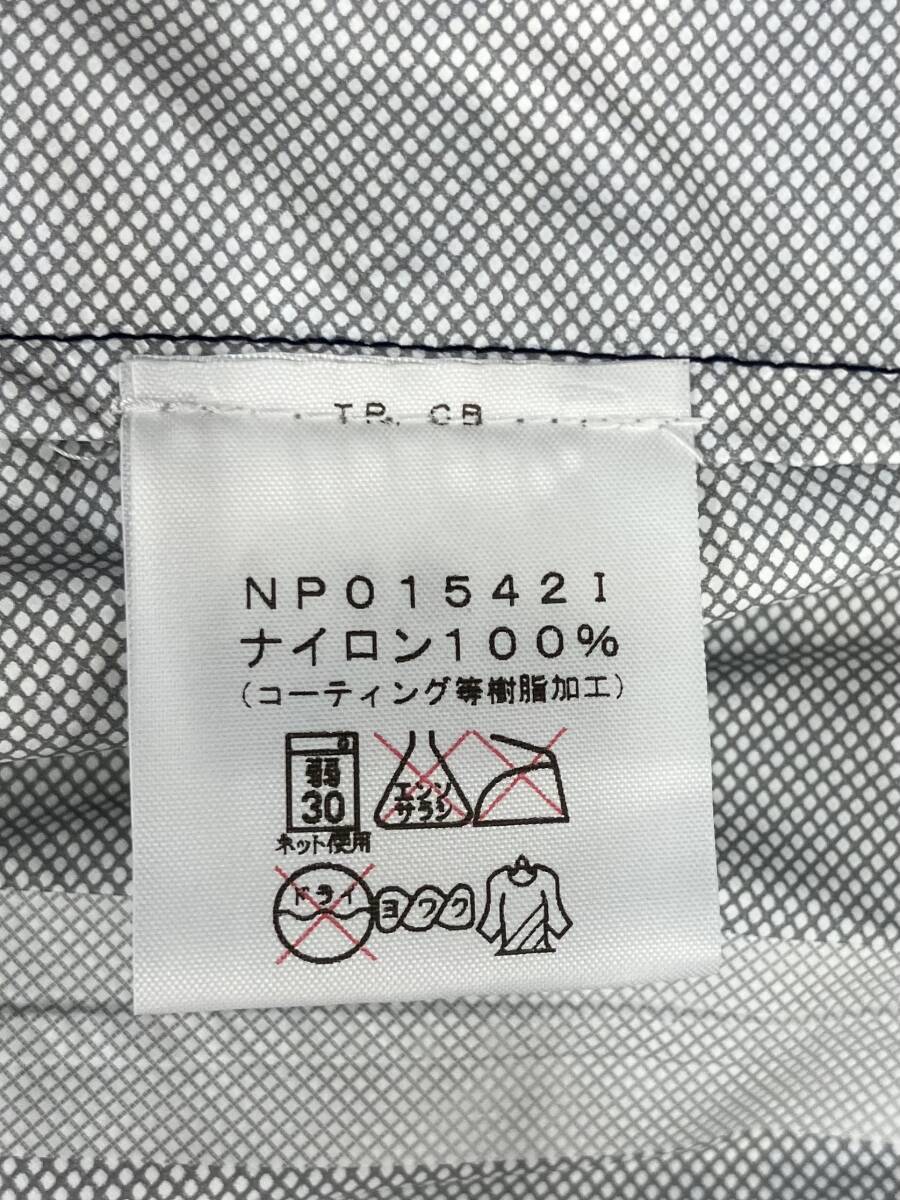 TR. CB
NP01542I
ナイロン100%
(コーティング等樹脂加工)
弱
30
ネット使用
エンソ
サラシ
ドライ
ヨワク